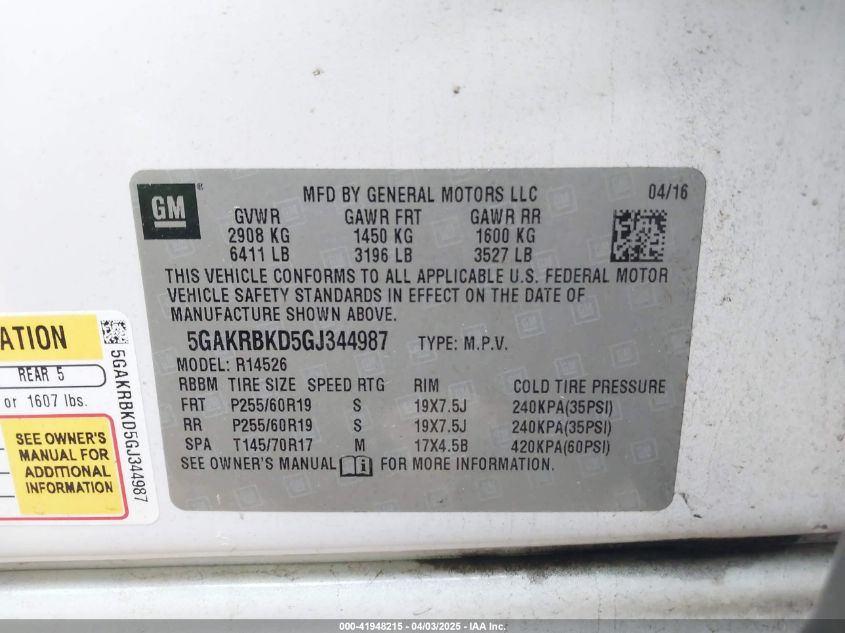 GM
®
MFD BY GENERAL MOTORS LLC 04/16
GVWR GAWR FRT GAWR RR
2908 KG 1450 KG 1600 KG
6411 LB 3196 LB 3527 LB
THIS VEHICLE CONFORMS TO ALL APPLICABLE U.S. FEDERAL MOTOR
VEHICLE SAFETY STANDARDS IN EFFECT ON THE DATE OF
MANUFACTURE SHOWN ABOVE.
5GAKRBKD5GJ344987 TYPE: M.P.V.
MODEL: R14526
RBBM TIRE SIZE SPEED RTG RIM COLD TIRE PRESSURE
FRT P255/60R19 S 19X7.5J 240KPA(35PSI)
RR P255/60R19 S 19X7.5J 240KPA(35PSI)
SPA T145/70R17 M 17X4.5B 420KPA(60PSI)
SEE OWNER'S MANUAL i FOR MORE INFORMATION.
ATION
REAR 5
or 1607 lbs.
SEE OWNER'S
MANUAL FOR
ADDITIONAL
INFORMATION
5GAKRBKD5GJ344987
000-41948215 - 04/03/2025 - IAA Inc.